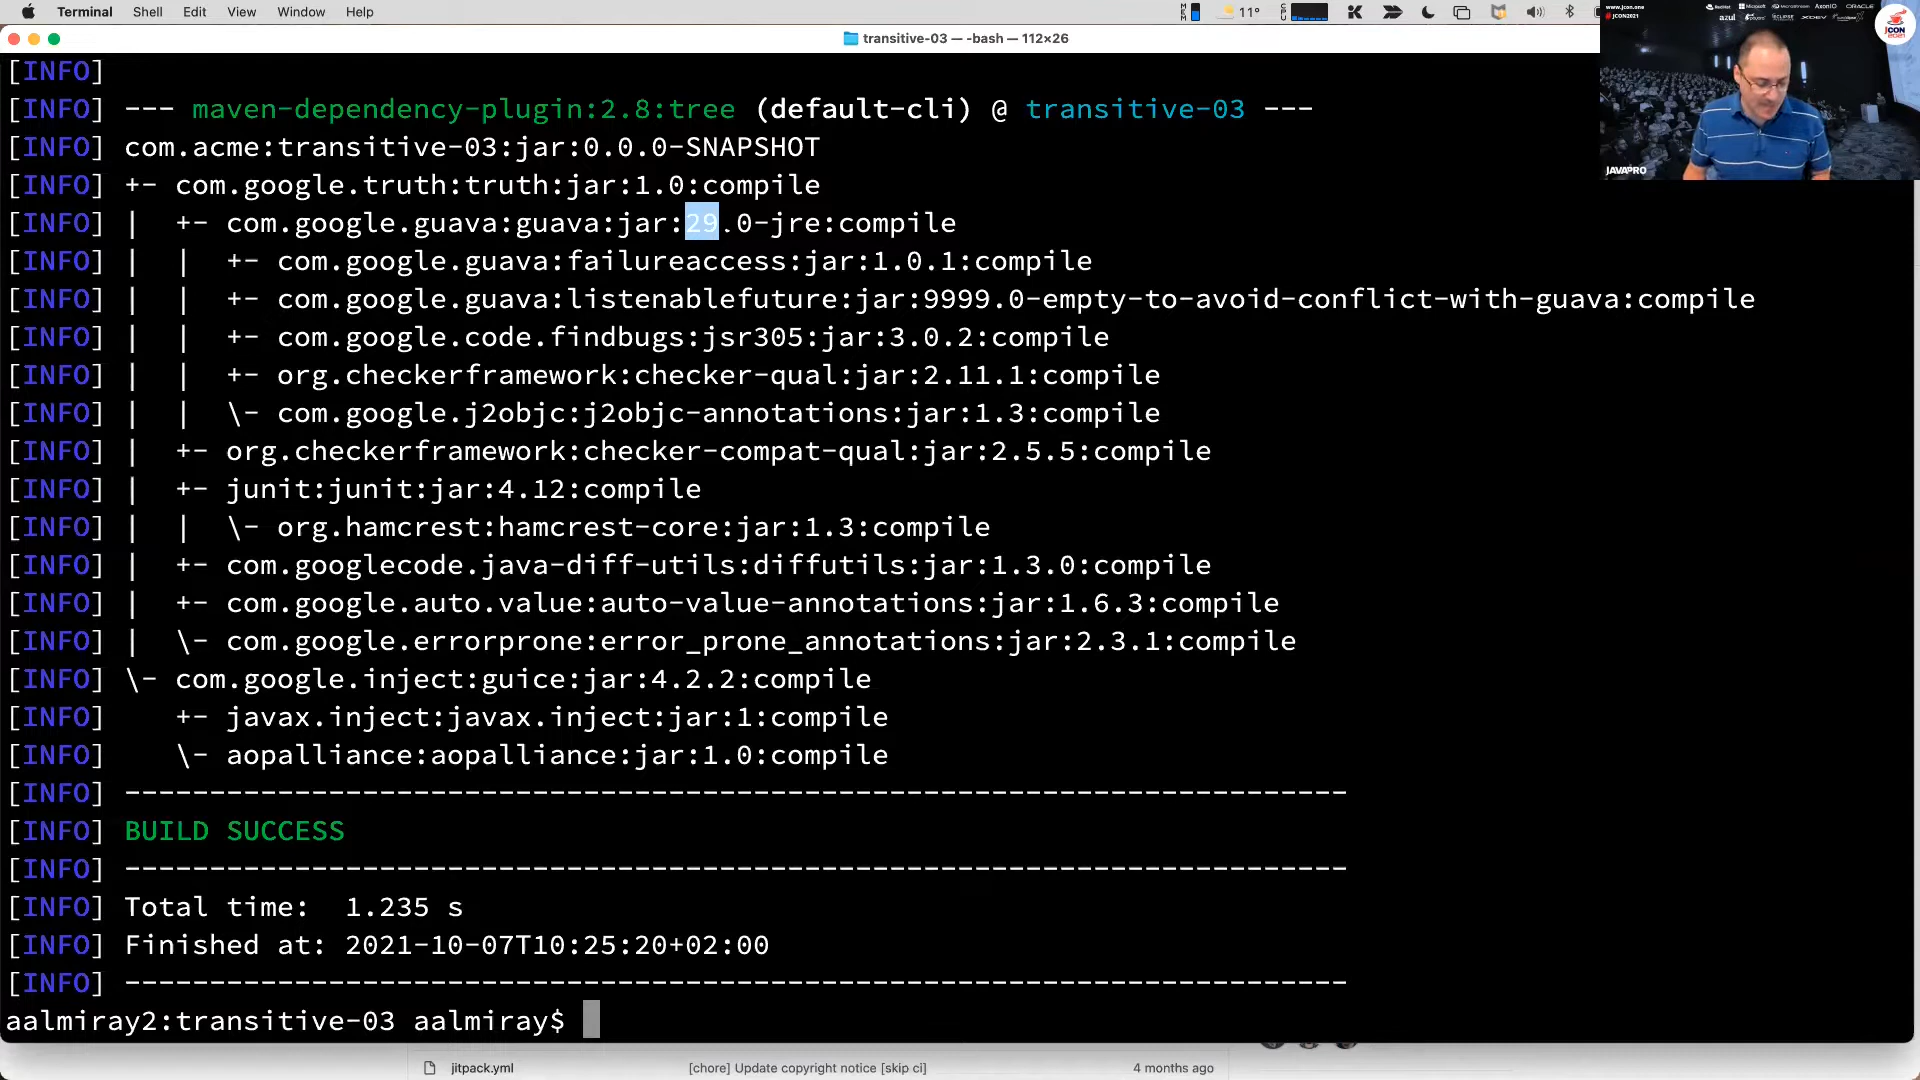 Terminal Shell Edit View Window Help
11°
transitive-03 — -bash — 112×26
www.jcon.one
#JCON2021
azul
ORACLE
JCON
2021
JAVAPRO
[INFO]
[INFO] --- maven-dependency-plugin:2.8:tree (default-cli) @ transitive-03 ---
[INFO] com.acme:transitive-03:jar:0.0.0-SNAPSHOT
[INFO] +- com.google.truth:truth:jar:1.0:compile
[INFO] |  +- com.google.guava:guava:jar:29.0-jre:compile
[INFO] |  |  +- com.google.guava:failureaccess:jar:1.0.1:compile
[INFO] |  |  +- com.google.guava:listenablefuture:jar:9999.0-empty-to-avoid-conflict-with-guava:compile
[INFO] |  |  +- com.google.code.findbugs:jsr305:jar:3.0.2:compile
[INFO] |  |  +- org.checkerframework:checker-qual:jar:2.11.1:compile
[INFO] |  |  \- com.google.j2objc:j2objc-annotations:jar:1.3:compile
[INFO] |  +- org.checkerframework:checker-compat-qual:jar:2.5.5:compile
[INFO] |  +- junit:junit:jar:4.12:compile
[INFO] |  |  \- org.hamcrest:hamcrest-core:jar:1.3:compile
[INFO] |  +- com.googlecode.java-diff-utils:diffutils:jar:1.3.0:compile
[INFO] |  +- com.google.auto.value:auto-value-annotations:jar:1.6.3:compile
[INFO] |  \- com.google.errorprone:error_prone_annotations:jar:2.3.1:compile
[INFO] \- com.google.inject:guice:jar:4.2.2:compile
[INFO]    +- javax.inject:javax.inject:jar:1:compile
[INFO]    \- aopalliance:aopalliance:jar:1.0:compile
[INFO] ------------------------------------------------------------------------
[INFO] BUILD SUCCESS
[INFO] ------------------------------------------------------------------------
[INFO] Total time:  1.235 s
[INFO] Finished at: 2021-10-07T10:25:20+02:00
[INFO] ------------------------------------------------------------------------
aalmiray2:transitive-03 aalmiray$
jitpack.yml [chore] Update copyright notice [skip ci] 4 months ago